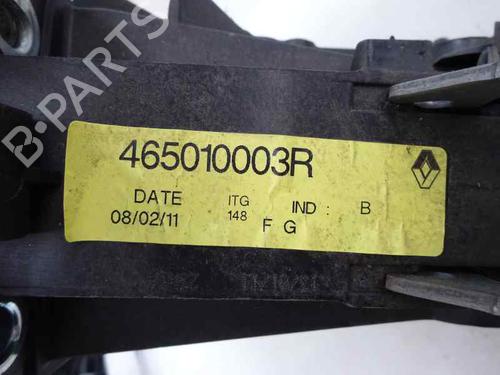 B-PARTS
465010003R
DATE ITG IND : B
08/02/11 148 F G